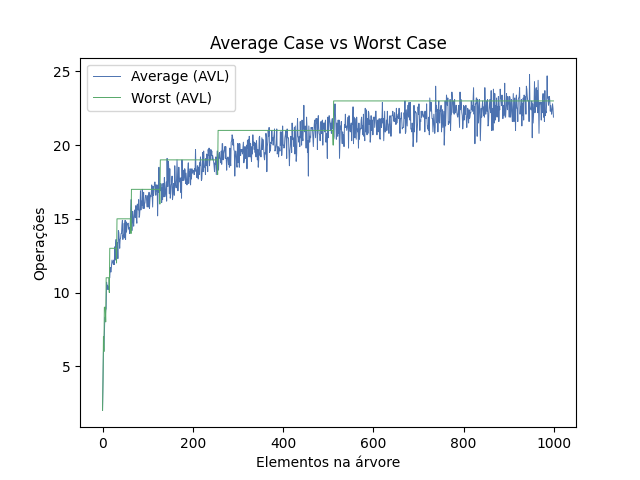 Average Case vs Worst Case
Average (AVL)
Worst (AVL)
25
20
15
10
5
Operações
0
200
400
600
800
1000
Elementos na árvore